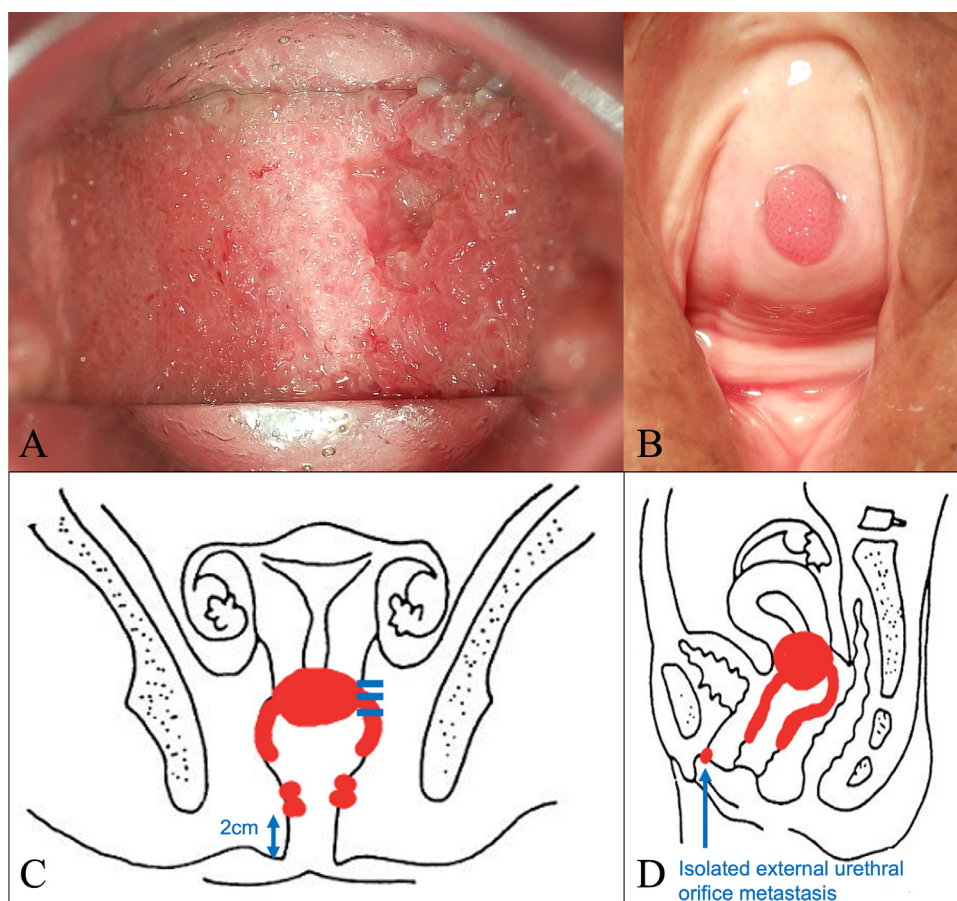 A
B
2cm
C
D
Isolated external urethral
orifice metastasis